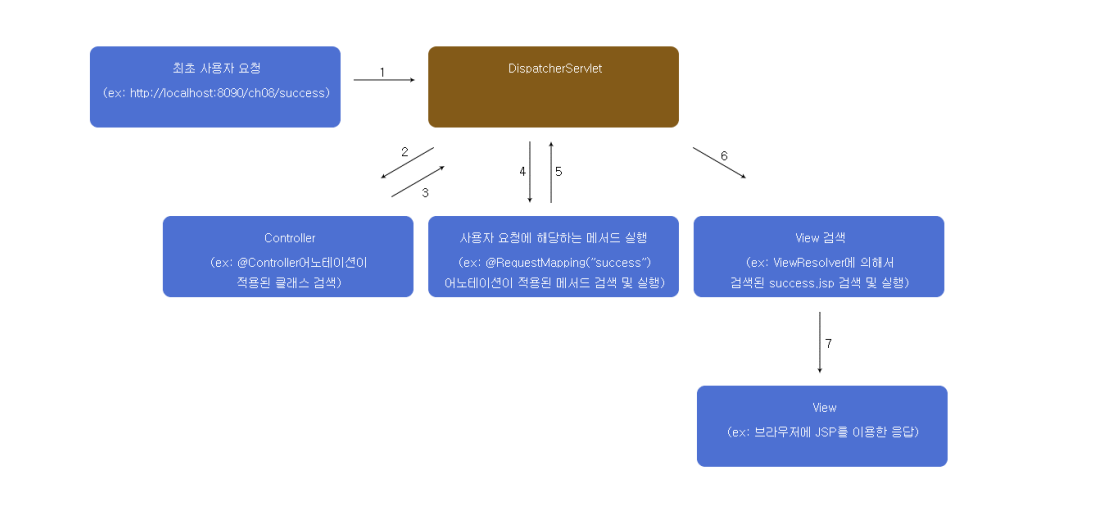 최초 사용자 요청
(ex: http://localhost:8090/ch08/success)
1
DispatcherServlet
2
3
4
5
6
Controller
(ex: @Controller어노테이션이
적용된 클래스 검색)
사용자 요청에 해당하는 메서드 실행
(ex: @RequestMapping("success")
어노테이션이 적용된 메서드 검색 및 실행)
View 검색
(ex: ViewResolver에 의해서
검색된 success.jsp 검색 및 실행)
7
View
(ex: 브라우저에 JSP를 이용한 응답)